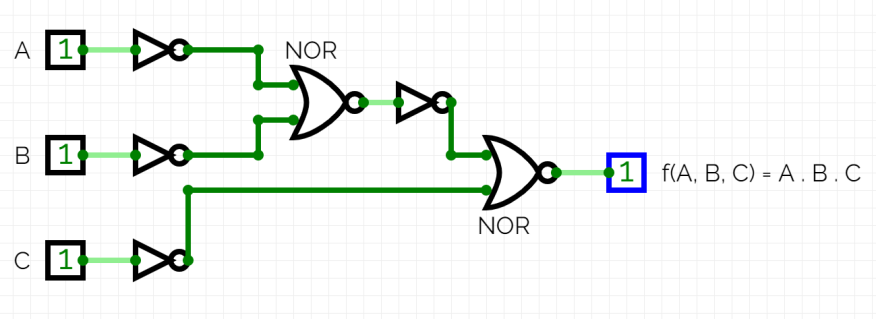 NOR
A 1
B 1
1 f(A, B, C) = A . B . C
NOR
C 1